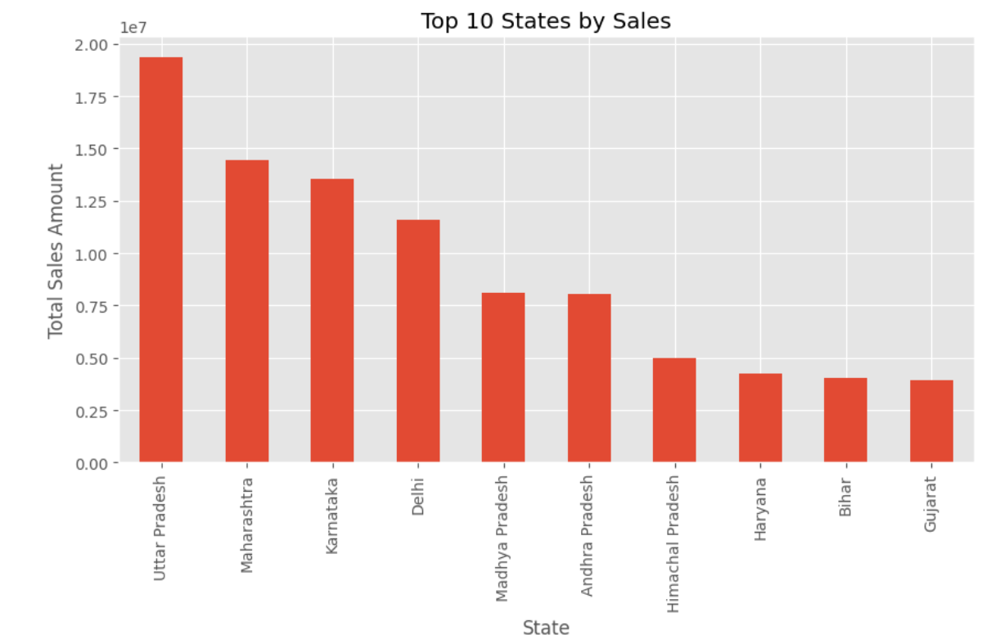 Top 10 States by Sales
1e7
2.00
1.75
1.50
1.25
1.00
0.75
0.50
0.25
0.00
Total Sales Amount
Uttar Pradesh
Maharashtra
Karnataka
Delhi
Madhya Pradesh
Andhra Pradesh
Himachal Pradesh
Haryana
Bihar
Gujarat
State